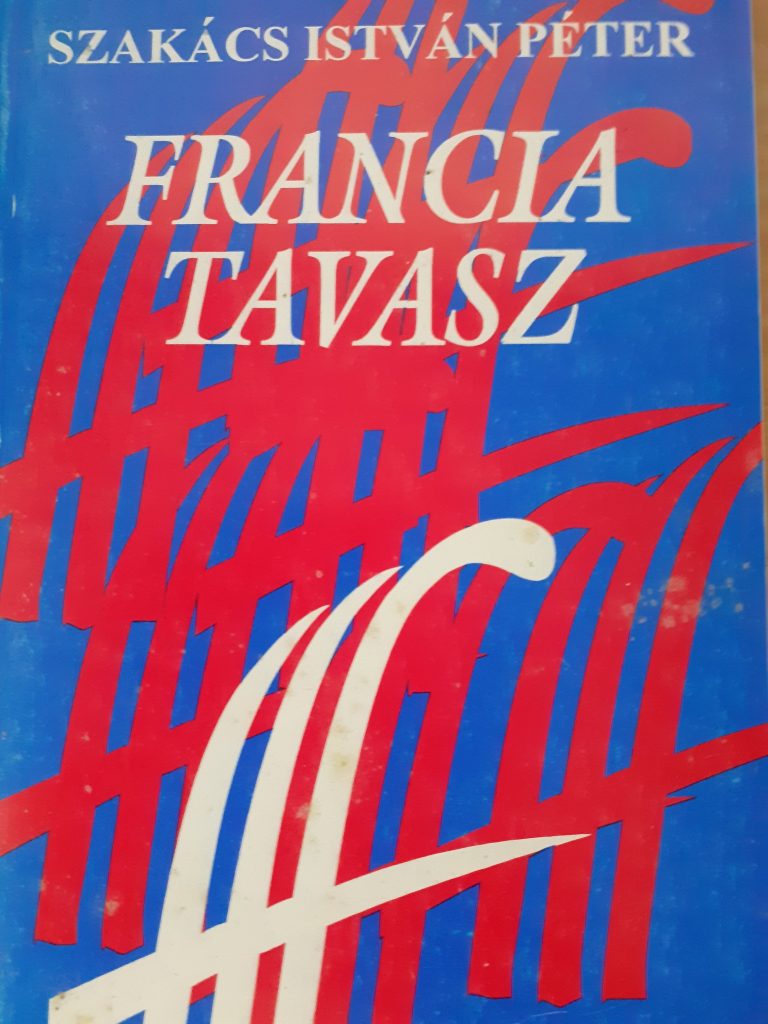 SZAKÁCS ISTVÁN PÉTER
FRANCIA
TAVASZ